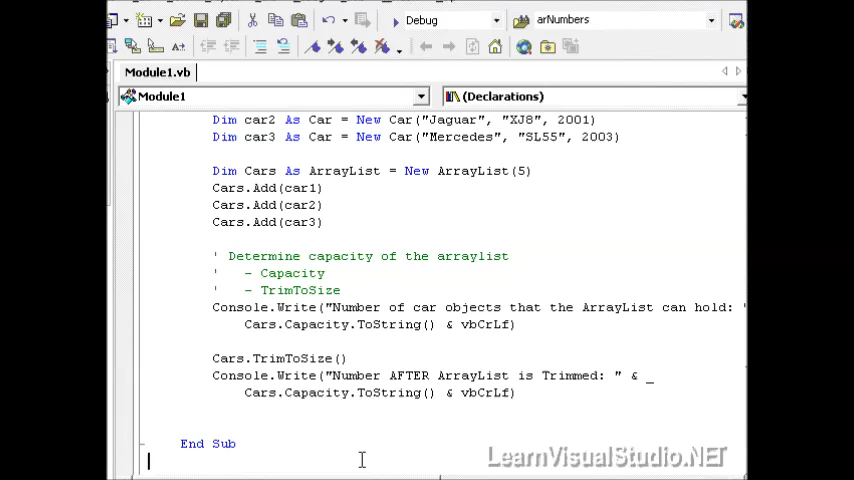 Debug
arNumbers
Module1.vb
Module1
(Declarations)
Dim car2 As Car = New Car("Jaguar", "XJ8", 2001)
Dim car3 As Car = New Car("Mercedes", "SL55", 2003)
Dim Cars As ArrayList = New ArrayList(5)
Cars.Add(car1)
Cars.Add(car2)
Cars.Add(car3)
' Determine capacity of the arraylist
'   - Capacity
'   - TrimToSize
Console.Write("Number of car objects that the ArrayList can hold: "
Cars.Capacity.ToString() & vbCrLf)
Cars.TrimToSize()
Console.Write("Number AFTER ArrayList is Trimmed: " & _
Cars.Capacity.ToString() & vbCrLf)
End Sub
LearnVisualStudio.NET